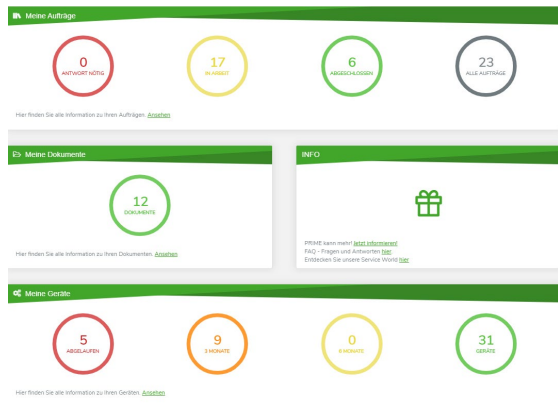 Meine Aufträge
0
ANTWORT NÖTIG
17
IN ARBEIT
6
ABGESCHLOSSEN
23
ALLE AUFTRÄGE
Hier finden Sie alle Information zu Ihren Aufträgen. Ansehen
Meine Dokumente
12
DOKUMENTE
Hier finden Sie alle Information zu Ihren Dokumenten. Ansehen
INFO
PRIME kann mehr! Jetzt informieren!
FAQ - Fragen und Antworten hier
Entdecken Sie unsere Service World hier
Meine Geräte
5
ABGELAUFEN
9
3 MONATE
0
6 MONATE
31
GERÄTE
Hier finden Sie alle Information zu Ihren Geräten. Ansehen